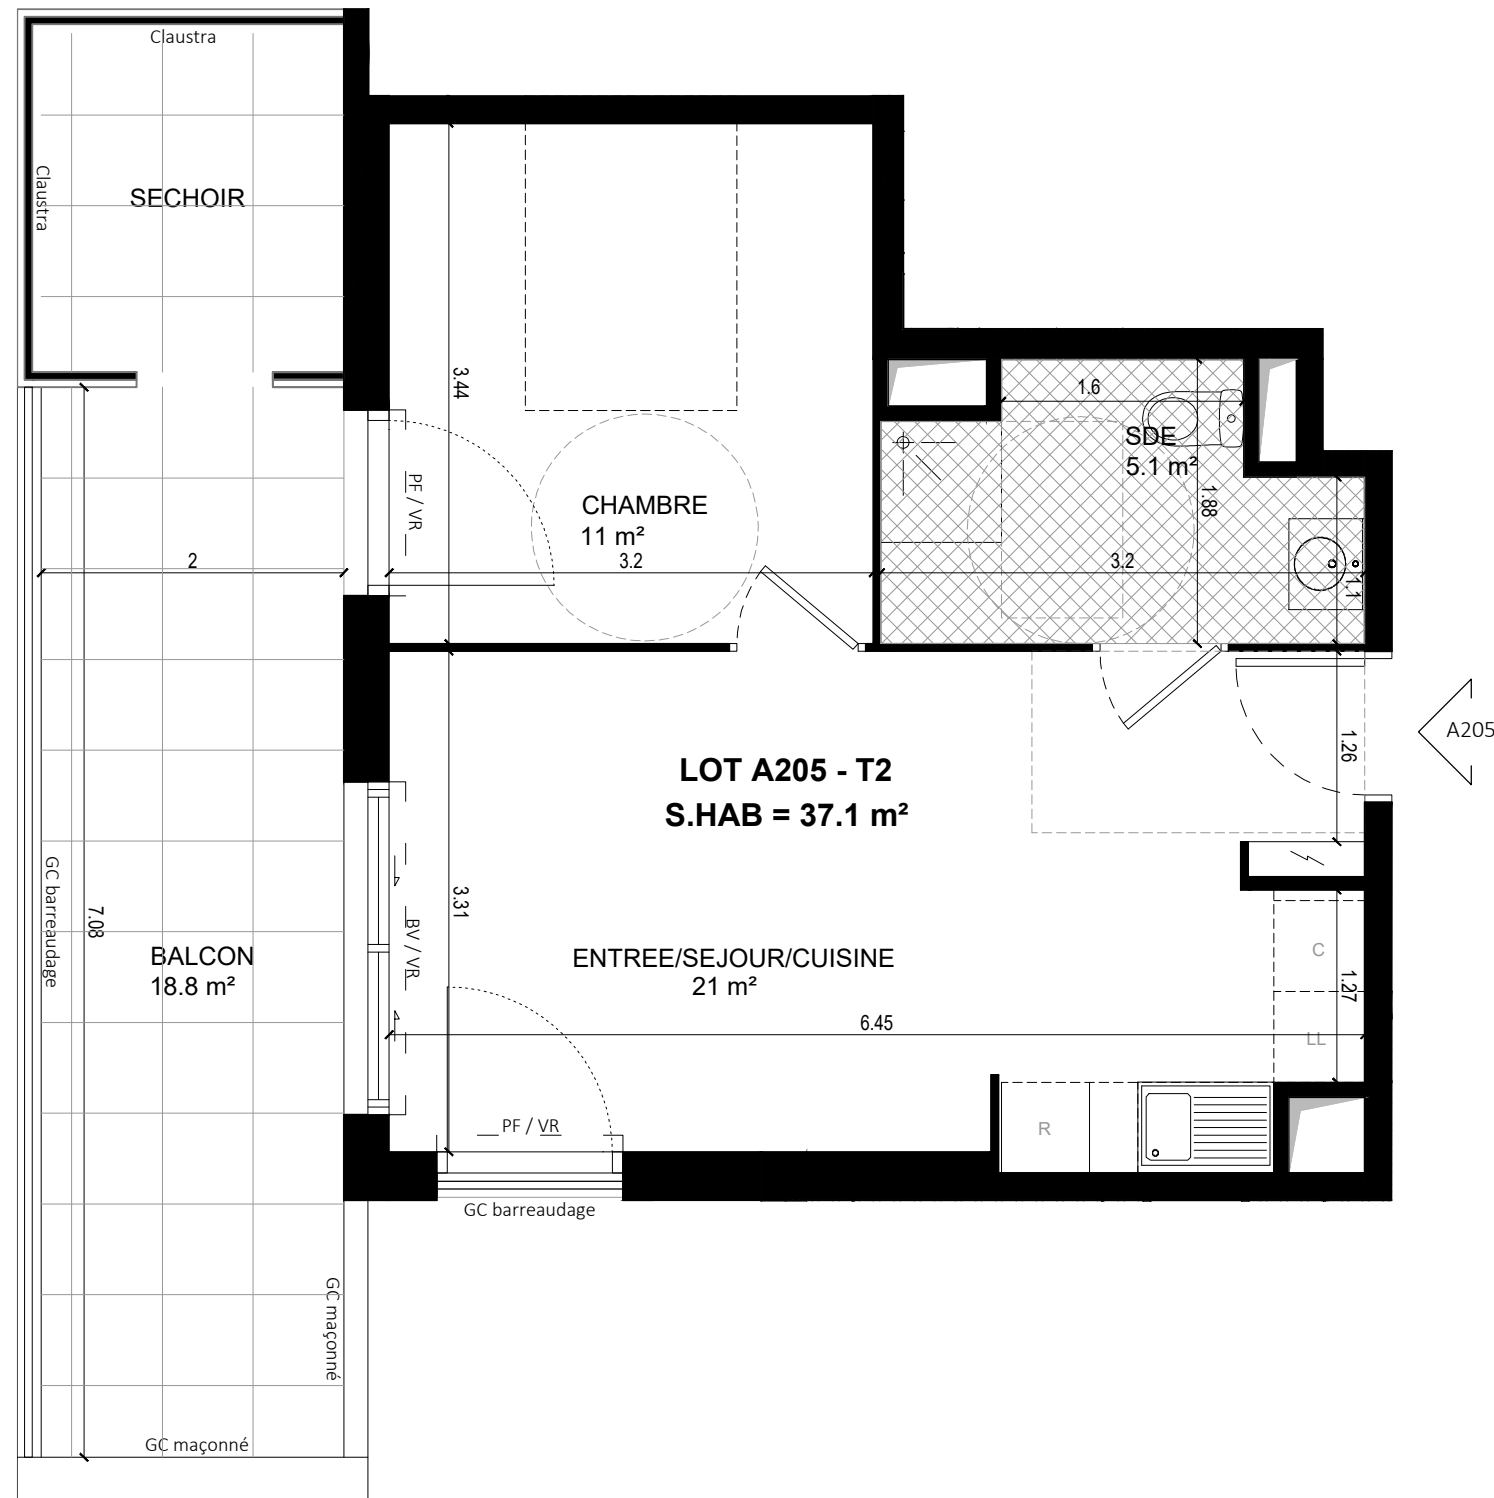 Claustra
Claustra
SECHOIR
3.44
1.6
SDE
5.1 m²
1.88
PF / VR
CHAMBRE
11 m²
2
3.2
3.2
1.1
A205
1.26
LOT A205 - T2
S.HAB = 37.1 m²
GC barreaudage
7.08
3.31
BV / VR
BALCON
18.8 m²
ENTREE/SEJOUR/CUISINE
21 m²
C
1.27
6.45
LL
PF / VR
R
GC barreaudage
GC maçonné
GC maçonné